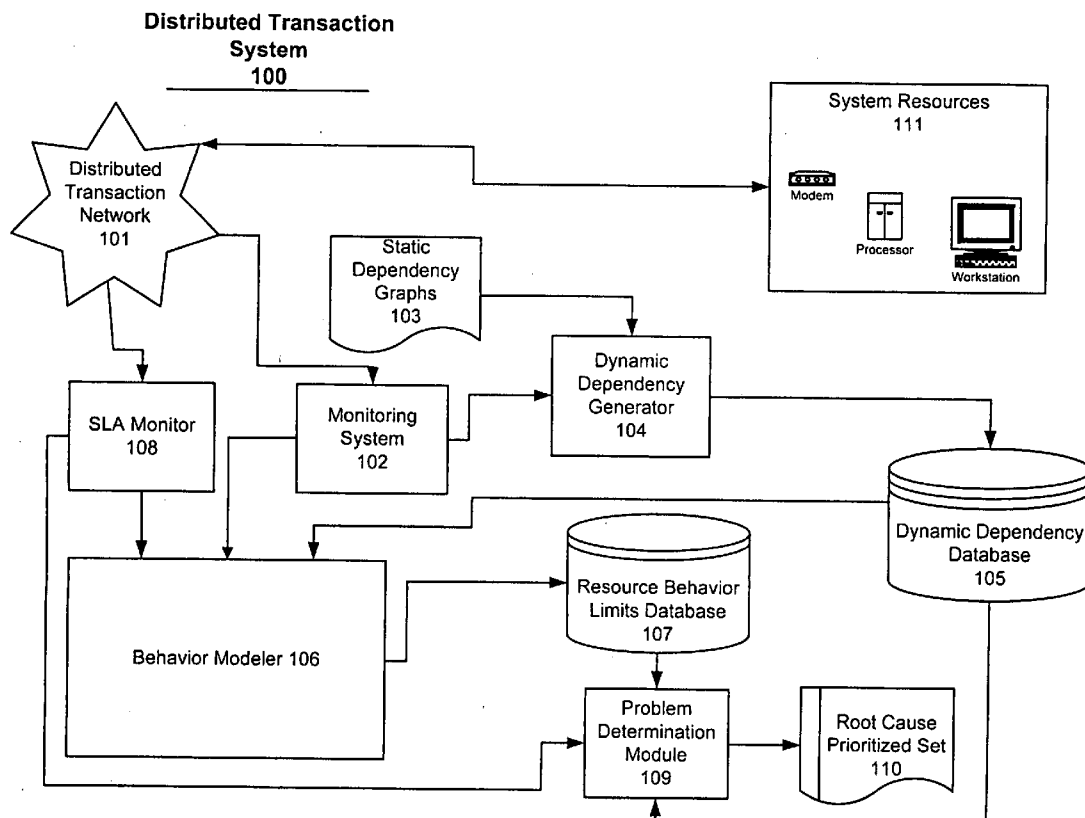 Distributed Transaction
System
100
System Resources
111
Modem
Processor
Workstation
Distributed
Transaction
Network
101
Static
Dependency
Graphs
103
Dynamic
Dependency
Generator
104
SLA Monitor
108
Monitoring
System
102
Dynamic Dependency
Database
105
Resource Behavior
Limits Database
107
Behavior Modeler 106
Problem
Determination
Module
109
Root Cause
Prioritized Set
110